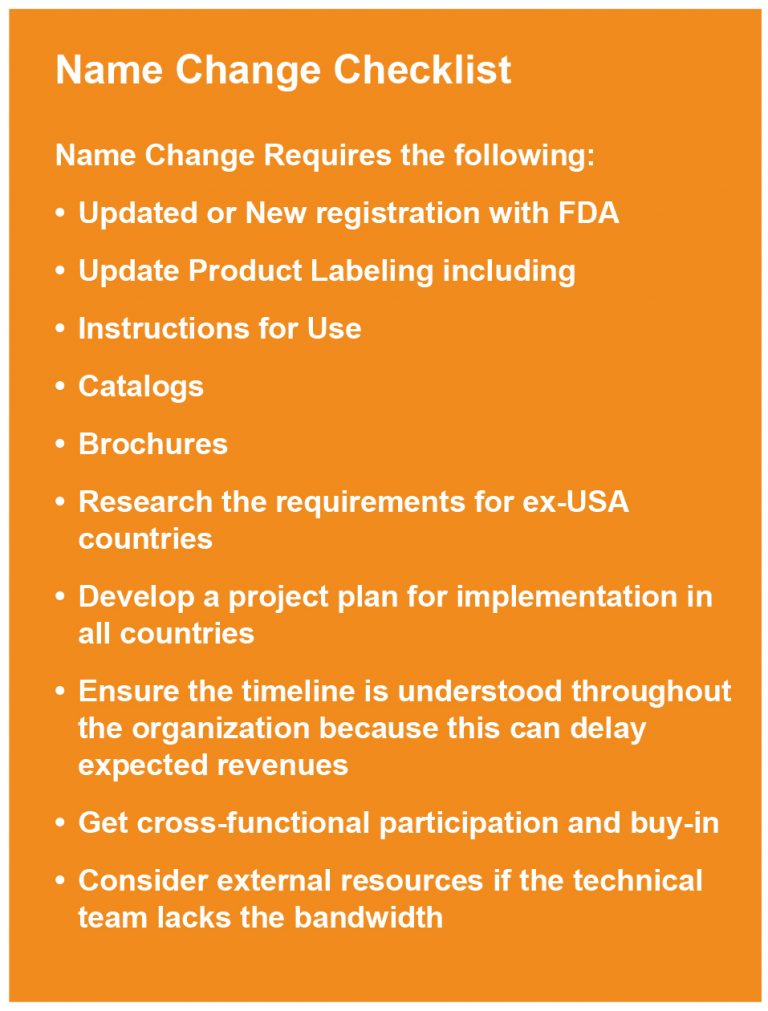 Name Change Checklist
Name Change Requires the following:
• Updated or New registration with FDA
• Update Product Labeling including
• Instructions for Use
• Catalogs
• Brochures
• Research the requirements for ex-USA
countries
• Develop a project plan for implementation in
all countries
• Ensure the timeline is understood throughout
the organization because this can delay
expected revenues
• Get cross-functional participation and buy-in
• Consider external resources if the technical
team lacks the bandwidth